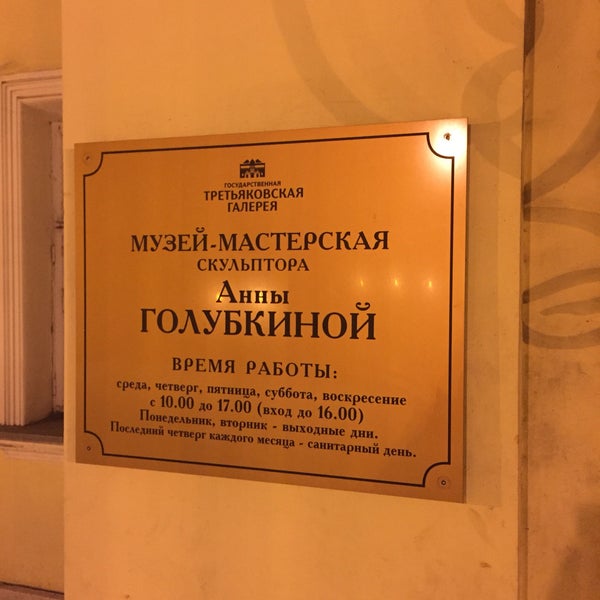 ГОСУДАРСТВЕННАЯ
ТРЕТЬЯКОВСКАЯ
ГАЛЕРЕЯ
МУЗЕЙ-МАСТЕРСКАЯ
СКУЛЬПТОРА
Анны
ГОЛУБКИНОЙ
ВРЕМЯ РАБОТЫ:
среда, четверг, пятница, суббота, воскресение
с 10.00 до 17.00 (вход до 16.00)
Понедельник, вторник - выходные дни.
Последний четверг каждого месяца - санитарный день.